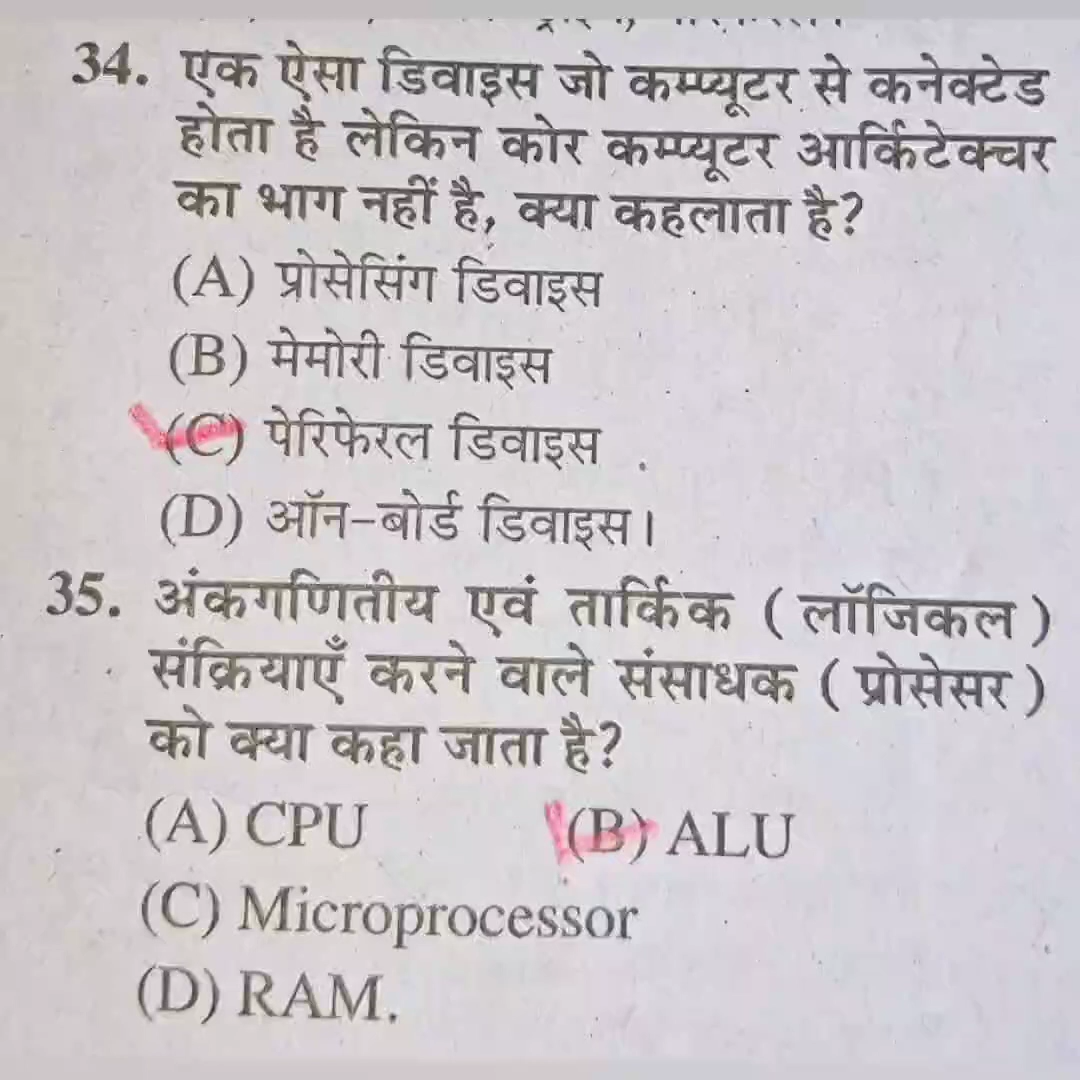 34. एक ऐसा डिवाइस जो कम्प्यूटर से कनेक्टेड
होता है लेकिन कोर कम्प्यूटर आर्किटेक्चर
का भाग नहीं है, क्या कहलाता है?
(A) प्रोसेसिंग डिवाइस
(B) मेमोरी डिवाइस
(C) पेरिफेरल डिवाइस
(D) ऑन-बोर्ड डिवाइस।
35. अंकगणितीय एवं तार्किक ( लॉजिकल )
संक्रियाएँ करने वाले संसाधक ( प्रोसेसर )
को क्या कहा जाता है?
(A) CPU (B) ALU
(C) Microprocessor
(D) RAM.